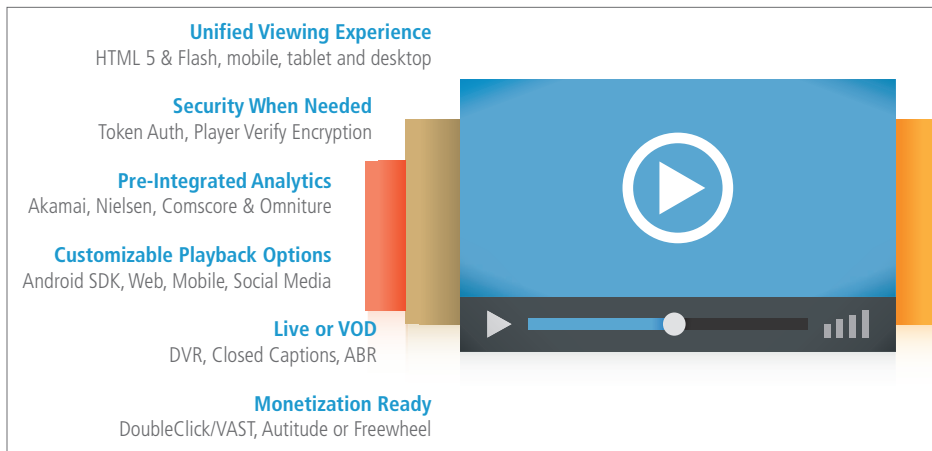 Unified Viewing Experience
HTML 5 & Flash, mobile, tablet and desktop
Security When Needed
Token Auth, Player Verify Encryption
Pre-Integrated Analytics
Akamai, Nielsen, Comscore & Omniture
Customizable Playback Options
Android SDK, Web, Mobile, Social Media
Live or VOD
DVR, Closed Captions, ABR
Monetization Ready
DoubleClick/VAST, Autitude or Freewheel